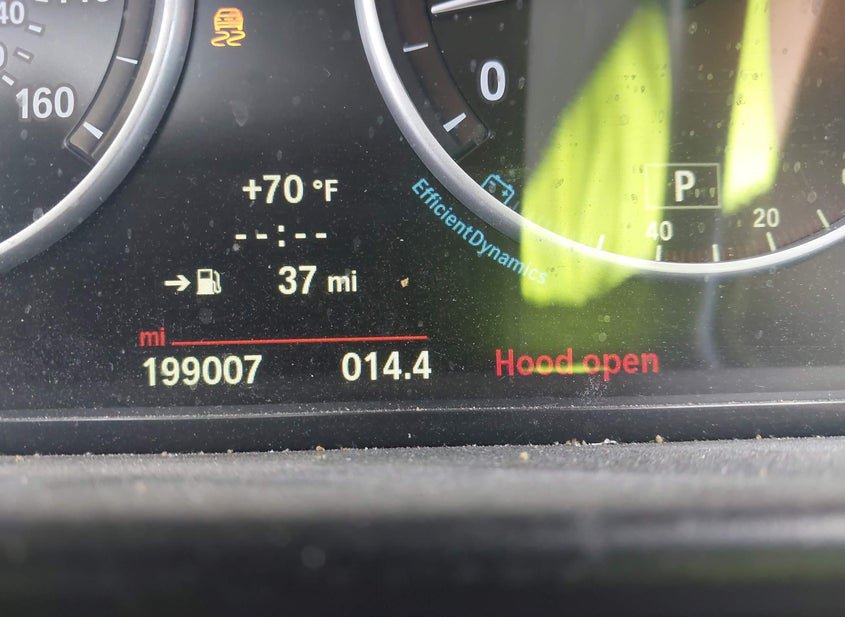 40
160
0
+70 °F
--:--
37 mi
EfficientDynamics
P
40
20
mi
199007
014.4
Hood open